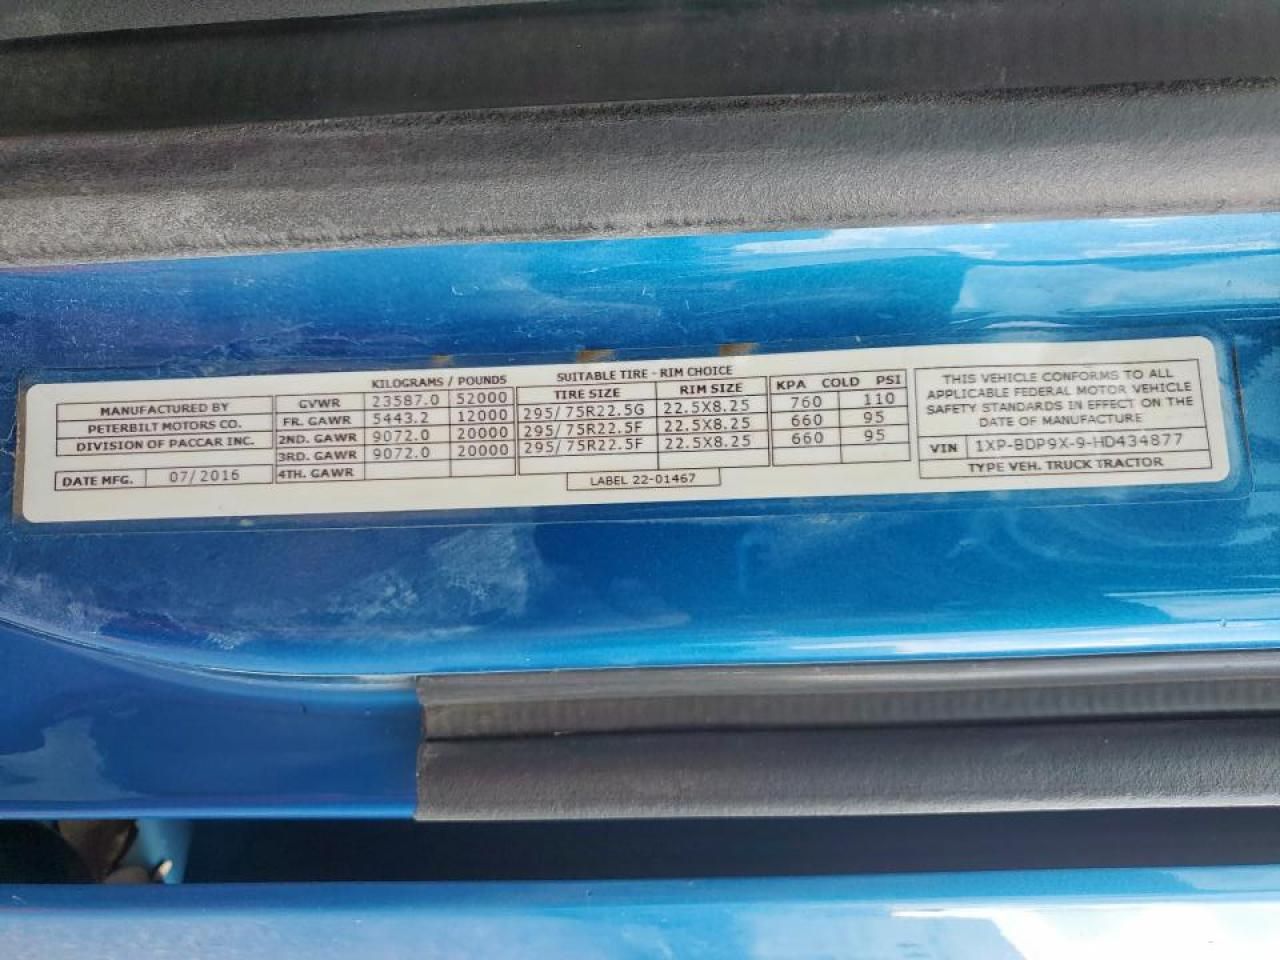 MANUFACTURED BY
PETERBILT MOTORS CO.
DIVISION OF PACCAR INC.
DATE MFG. 07/2016
KILOGRAMS / POUNDS
GVWR 23587.0 52000
FR. GAWR 5443.2 12000
2ND. GAWR 9072.0 20000
3RD. GAWR 9072.0 20000
4TH. GAWR
SUITABLE TIRE - RIM CHOICE
TIRE SIZE RIM SIZE
295/75R22.5G 22.5X8.25
295/75R22.5F 22.5X8.25
295/75R22.5F 22.5X8.25
LABEL 22-01467
KPA COLD PSI
760 110
660 95
660 95
THIS VEHICLE CONFORMS TO ALL
APPLICABLE FEDERAL MOTOR VEHICLE
SAFETY STANDARDS IN EFFECT ON THE
DATE OF MANUFACTURE
VIN 1XP-BDP9X-9-HD434877
TYPE VEH. TRUCK TRACTOR